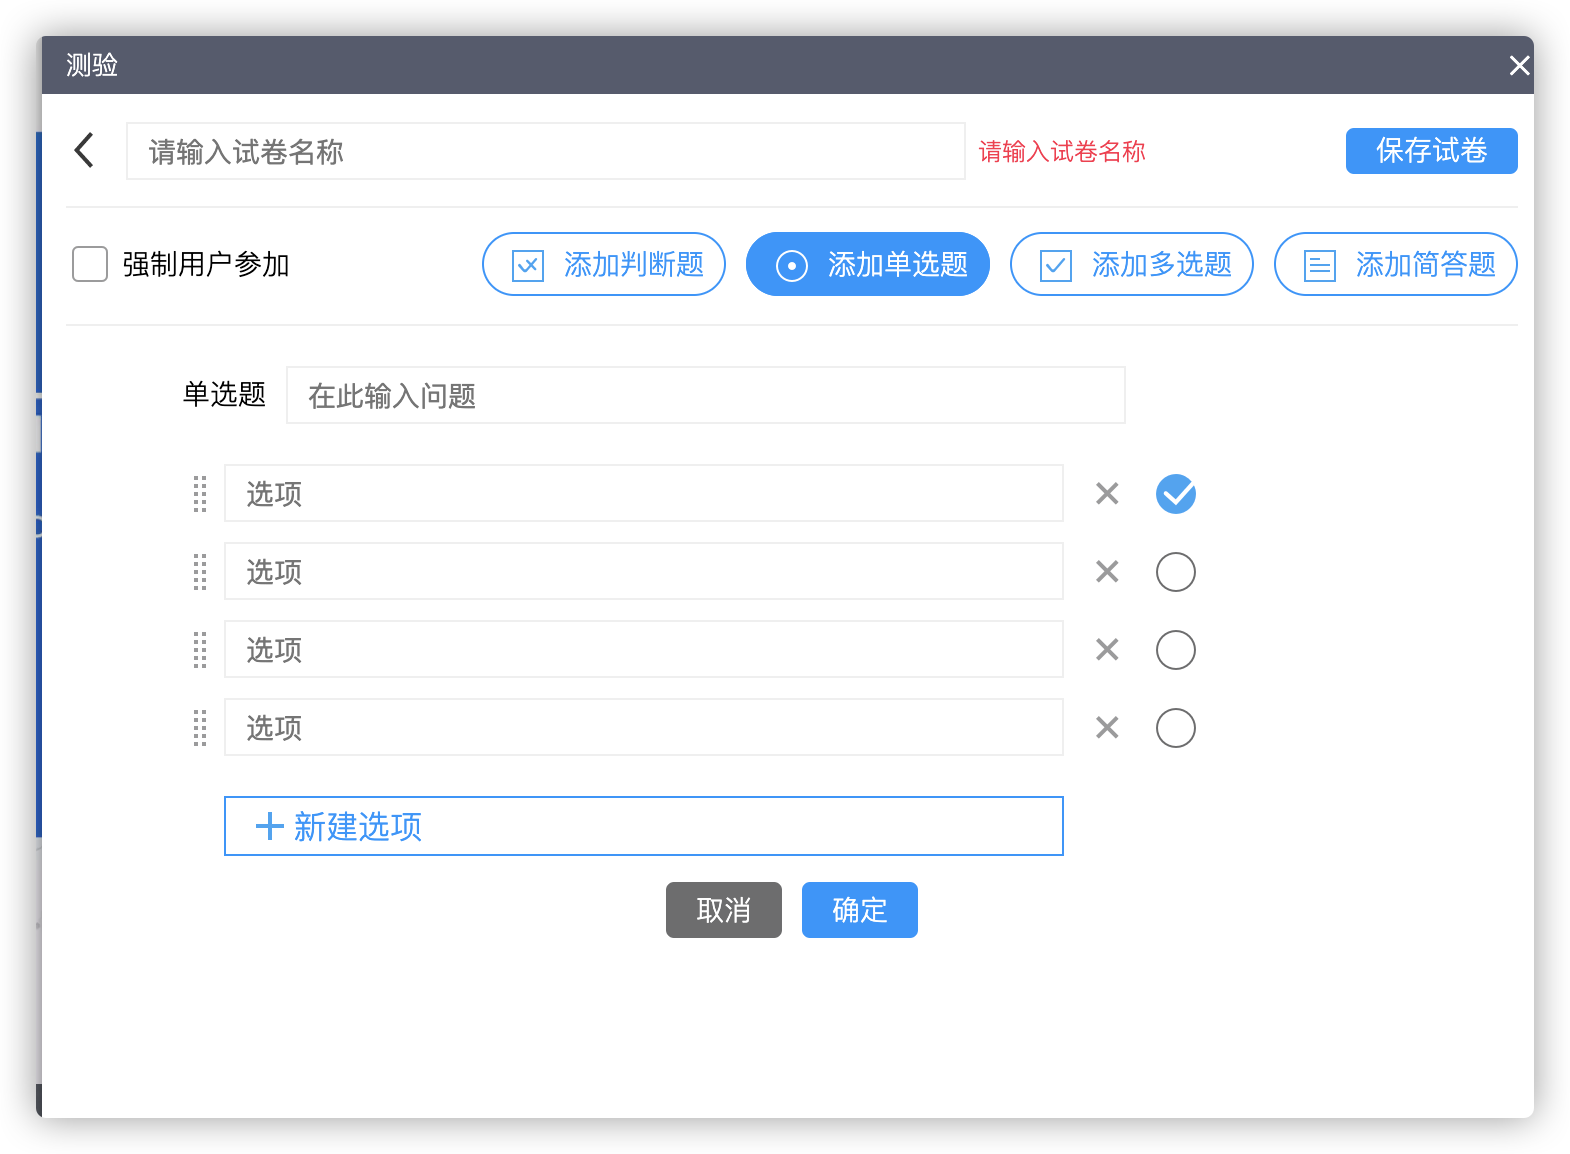 测验
请输入试卷名称 请输入试卷名称 保存试卷
强制用户参加 添加判断题 添加单选题 添加多选题 添加简答题
单选题 在此输入问题
选项
选项
选项
选项
新建选项
取消 确定